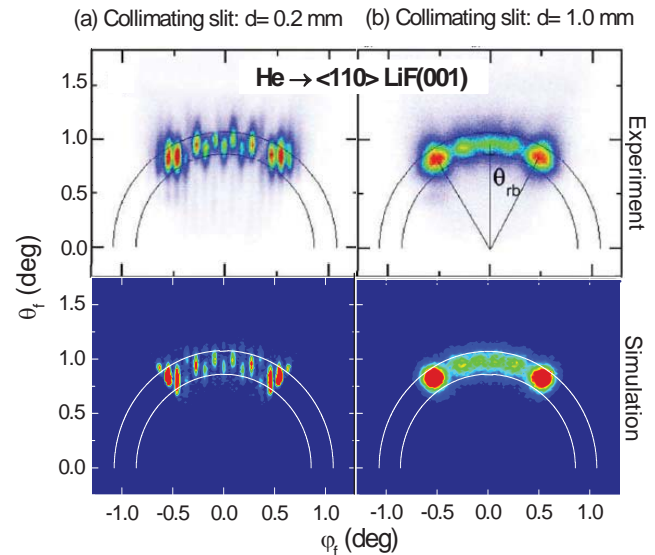 (a) Collimating slit: d= 0.2 mm (b) Collimating slit: d= 1.0 mm
He → <110> LiF(001)
1.5
1.0
0.5
0.0
θrb
Experiment
θf (deg)
1.5
1.0
0.5
0.0
Simulation
-1.0 -0.5 0.0 0.5 1.0 -1.0 -0.5 0.0 0.5 1.0
φf (deg)